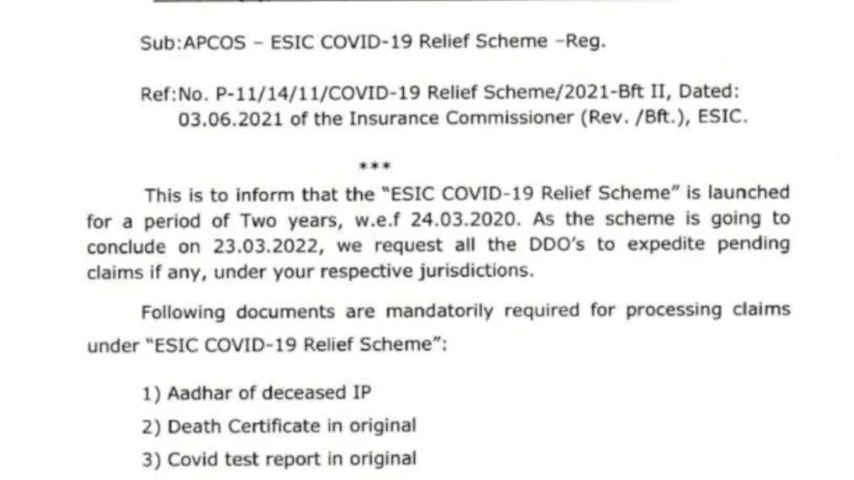 Sub:APCOS – ESIC COVID-19 Relief Scheme –Reg.
Ref:No. P-11/14/11/COVID-19 Relief Scheme/2021-Bft II, Dated:
03.06.2021 of the Insurance Commissioner (Rev. /Bft.), ESIC.
***
This is to inform that the “ESIC COVID-19 Relief Scheme” is launched
for a period of Two years, w.e.f 24.03.2020. As the scheme is going to
conclude on 23.03.2022, we request all the DDO’s to expedite pending
claims if any, under your respective jurisdictions.
Following documents are mandatorily required for processing claims
under “ESIC COVID-19 Relief Scheme”:
1) Aadhar of deceased IP
2) Death Certificate in original
3) Covid test report in original